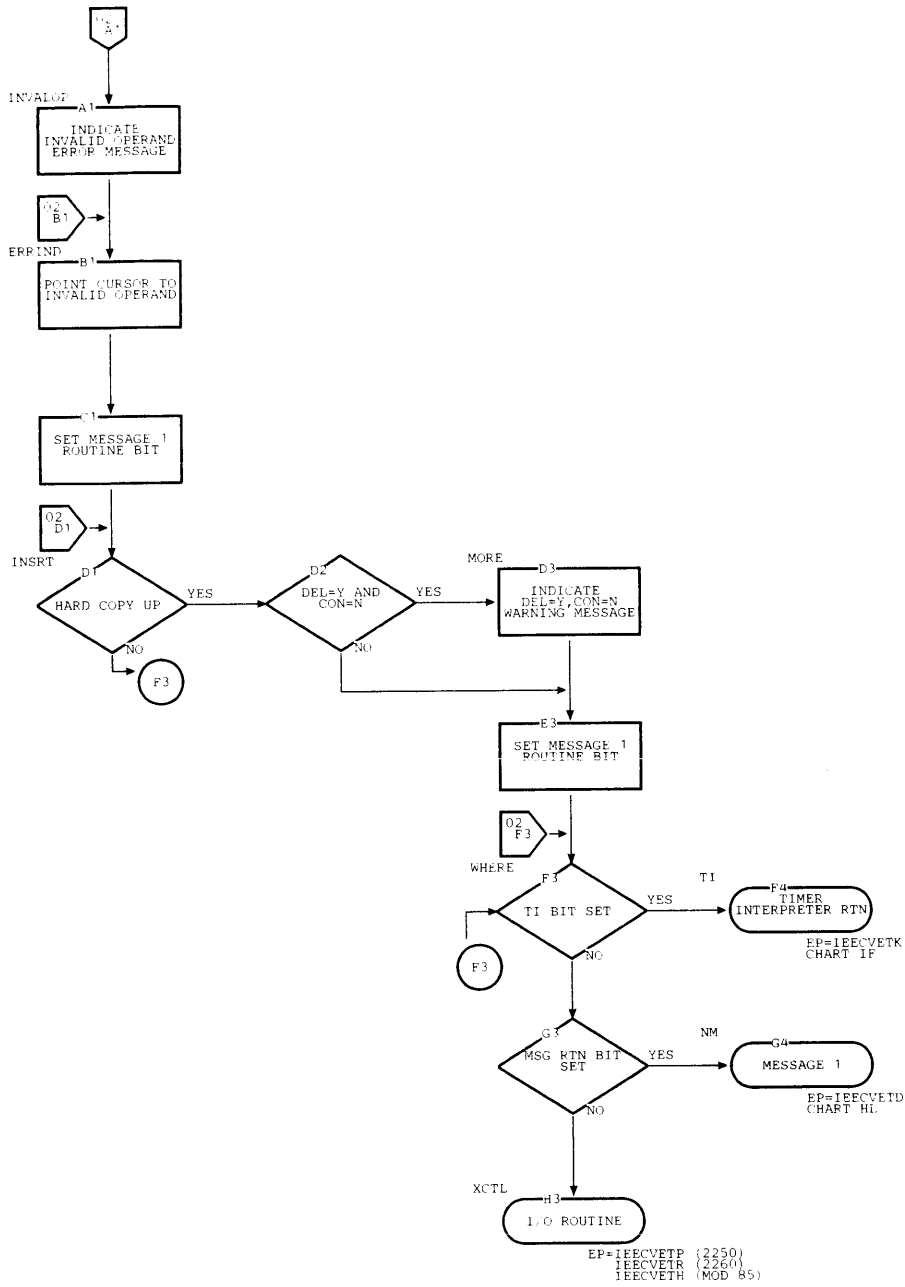 02
A1
INVALOP
A1
INDICATE
INVALID OPERAND
ERROR MESSAGE
02
B1
ERRIND
B1
POINT CURSOR TO
INVALID OPERAND
C1
SET MESSAGE 1
ROUTINE BIT
02
D1
INSRT
D1
HARD COPY UP
YES
NO
F3
D2
DEL=Y AND
CON=N
YES
NO
MORE
D3
INDICATE
DEL=Y,CON=N
WARNING MESSAGE
E3
SET MESSAGE 1
ROUTINE BIT
02
F3
WHERE
F3
TI BIT SET
YES
NO
F3
TI
F4
TIMER
INTERPRETER RTN
EP=IEECVETK
CHART IF
G3
MSG RTN BIT
SET
YES
NO
NM
G4
MESSAGE 1
EP=IEECVETD
CHART HL
XCTL
H3
I/O ROUTINE
EP=IEECVETP (2250)
IEECVETR (2260)
IEECVETH (MOD 85)